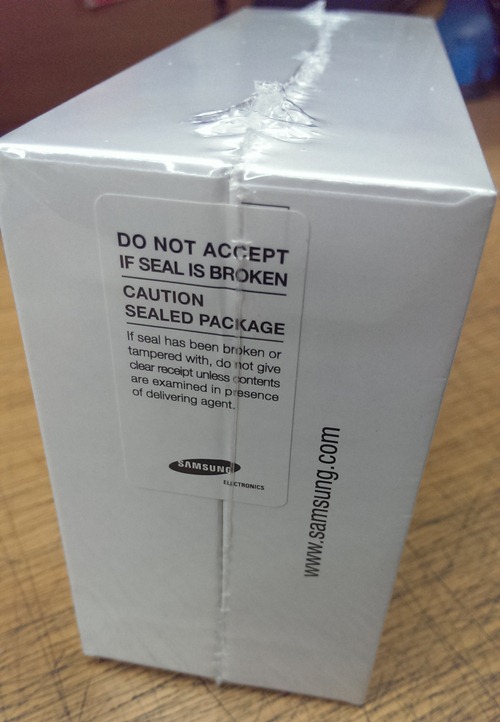 DO NOT ACCEPT
IF SEAL IS BROKEN
CAUTION
SEALED PACKAGE
If seal has been broken or
tampered with, do not give
clear receipt unless contents
are examined in presence
of delivering agent.
SAMSUNG
ELECTRONICS
www.samsung.com